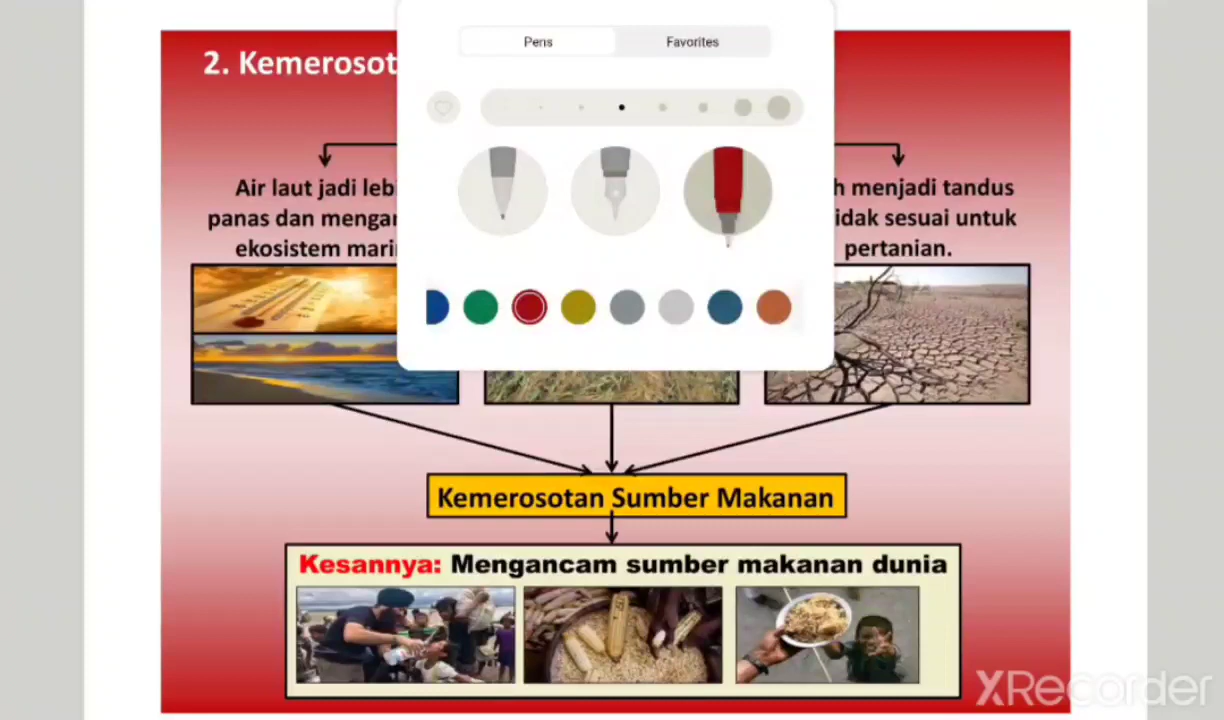 Pens
Favorites
2. Kemerosot
Air laut jadi leb
panas dan mengan
ekosistem mari
h menjadi tandus
idak sesuai untuk
pertanian.
Kemerosotan Sumber Makanan
Kesannya: Mengancam sumber makanan dunia
XRecorder